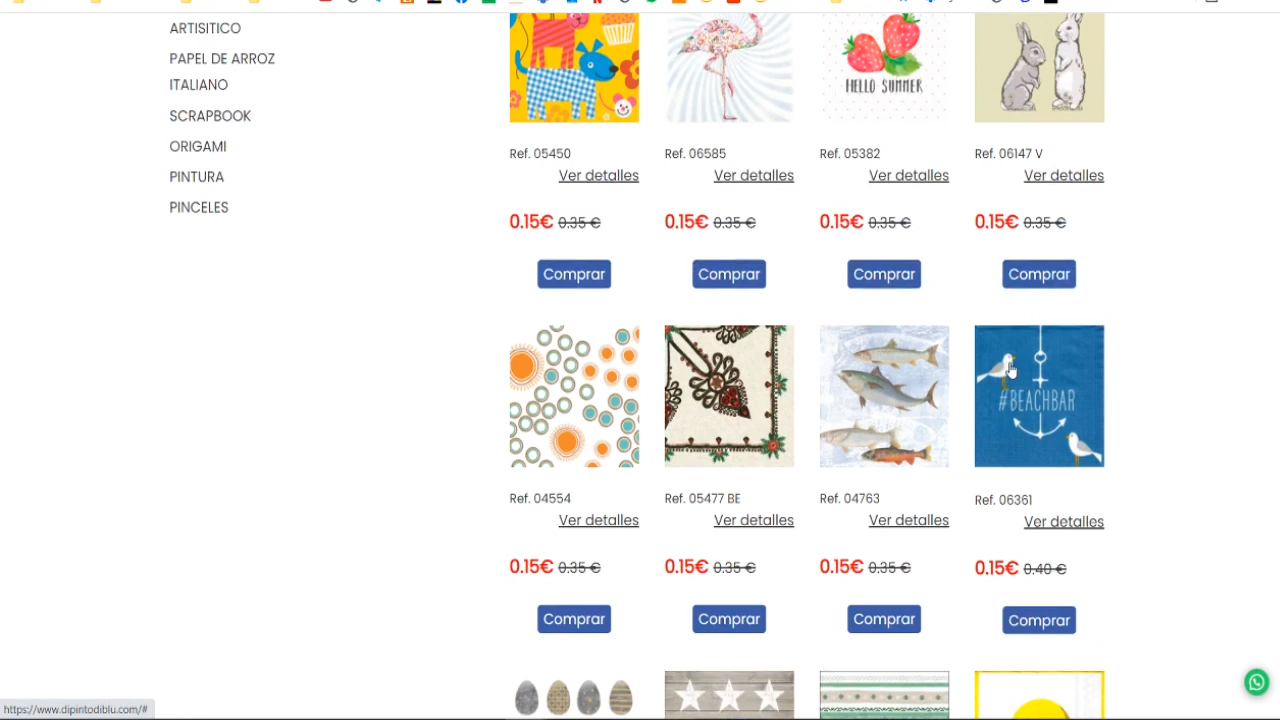 ARTISITICO
PAPEL DE ARROZ
ITALIANO
SCRAPBOOK
ORIGAMI
PINTURA
PINCELES
HELLO SUMMER
Ref. 05450
Ref. 06585
Ref. 05382
Ref. 06147 V
Ver detalles
Ver detalles
Ver detalles
Ver detalles
0.15€ 0.35 €
0.15€ 0.35 €
0.15€ 0.35 €
0.15€ 0.35 €
Comprar
Comprar
Comprar
Comprar
#BEACHBAR
Ref. 04554
Ref. 05477 BE
Ref. 04763
Ref. 06361
Ver detalles
Ver detalles
Ver detalles
Ver detalles
0.15€ 0.35 €
0.15€ 0.35 €
0.15€ 0.35 €
0.15€ 0.40 €
Comprar
Comprar
Comprar
Comprar
https://www.dipintodiblu.com/#